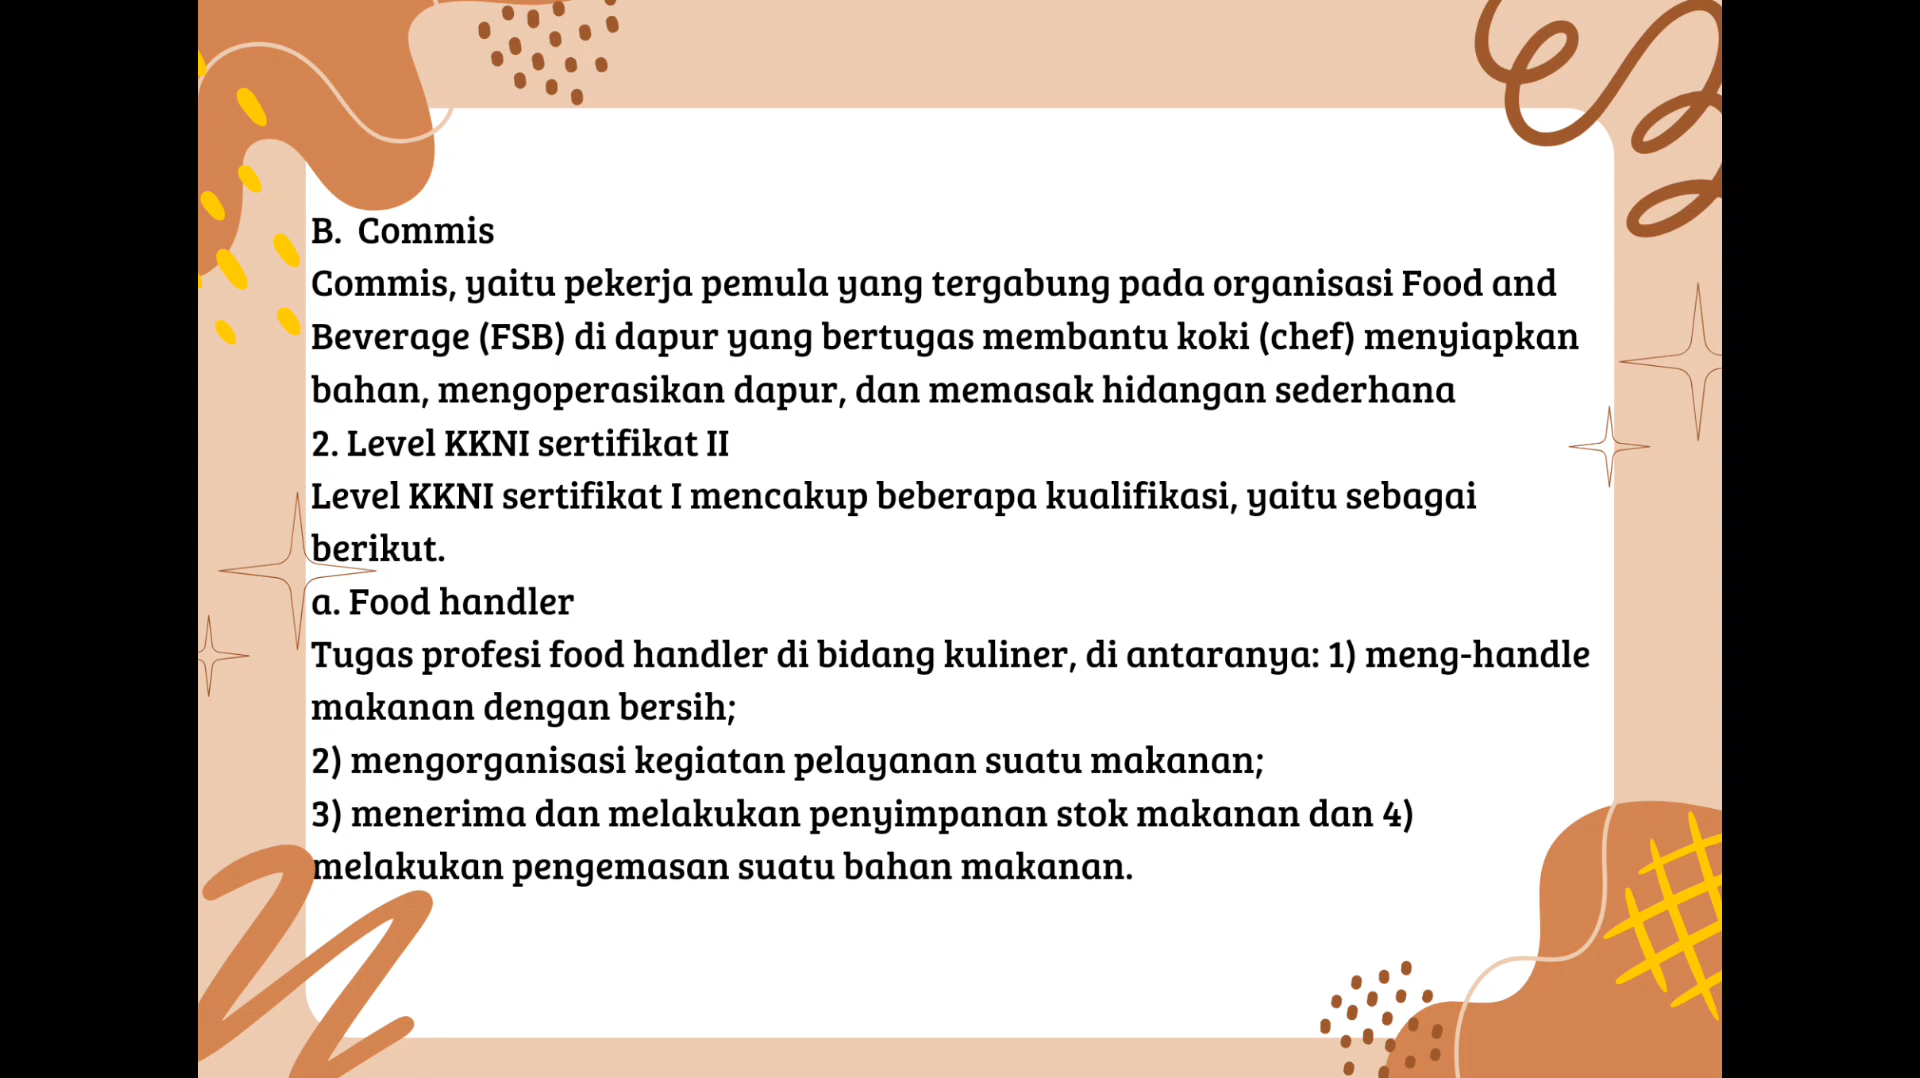 B. Commis
Commis, yaitu pekerja pemula yang tergabung pada organisasi Food and
Beverage (FSB) di dapur yang bertugas membantu koki (chef) menyiapkan
bahan, mengoperasikan dapur, dan memasak hidangan sederhana
2. Level KKNI sertifikat II
Level KKNI sertifikat I mencakup beberapa kualifikasi, yaitu sebagai
berikut.
a. Food handler
Tugas profesi food handler di bidang kuliner, di antaranya: 1) meng-handle
makanan dengan bersih;
2) mengorganisasi kegiatan pelayanan suatu makanan;
3) menerima dan melakukan penyimpanan stok makanan dan 4)
melakukan pengemasan suatu bahan makanan.